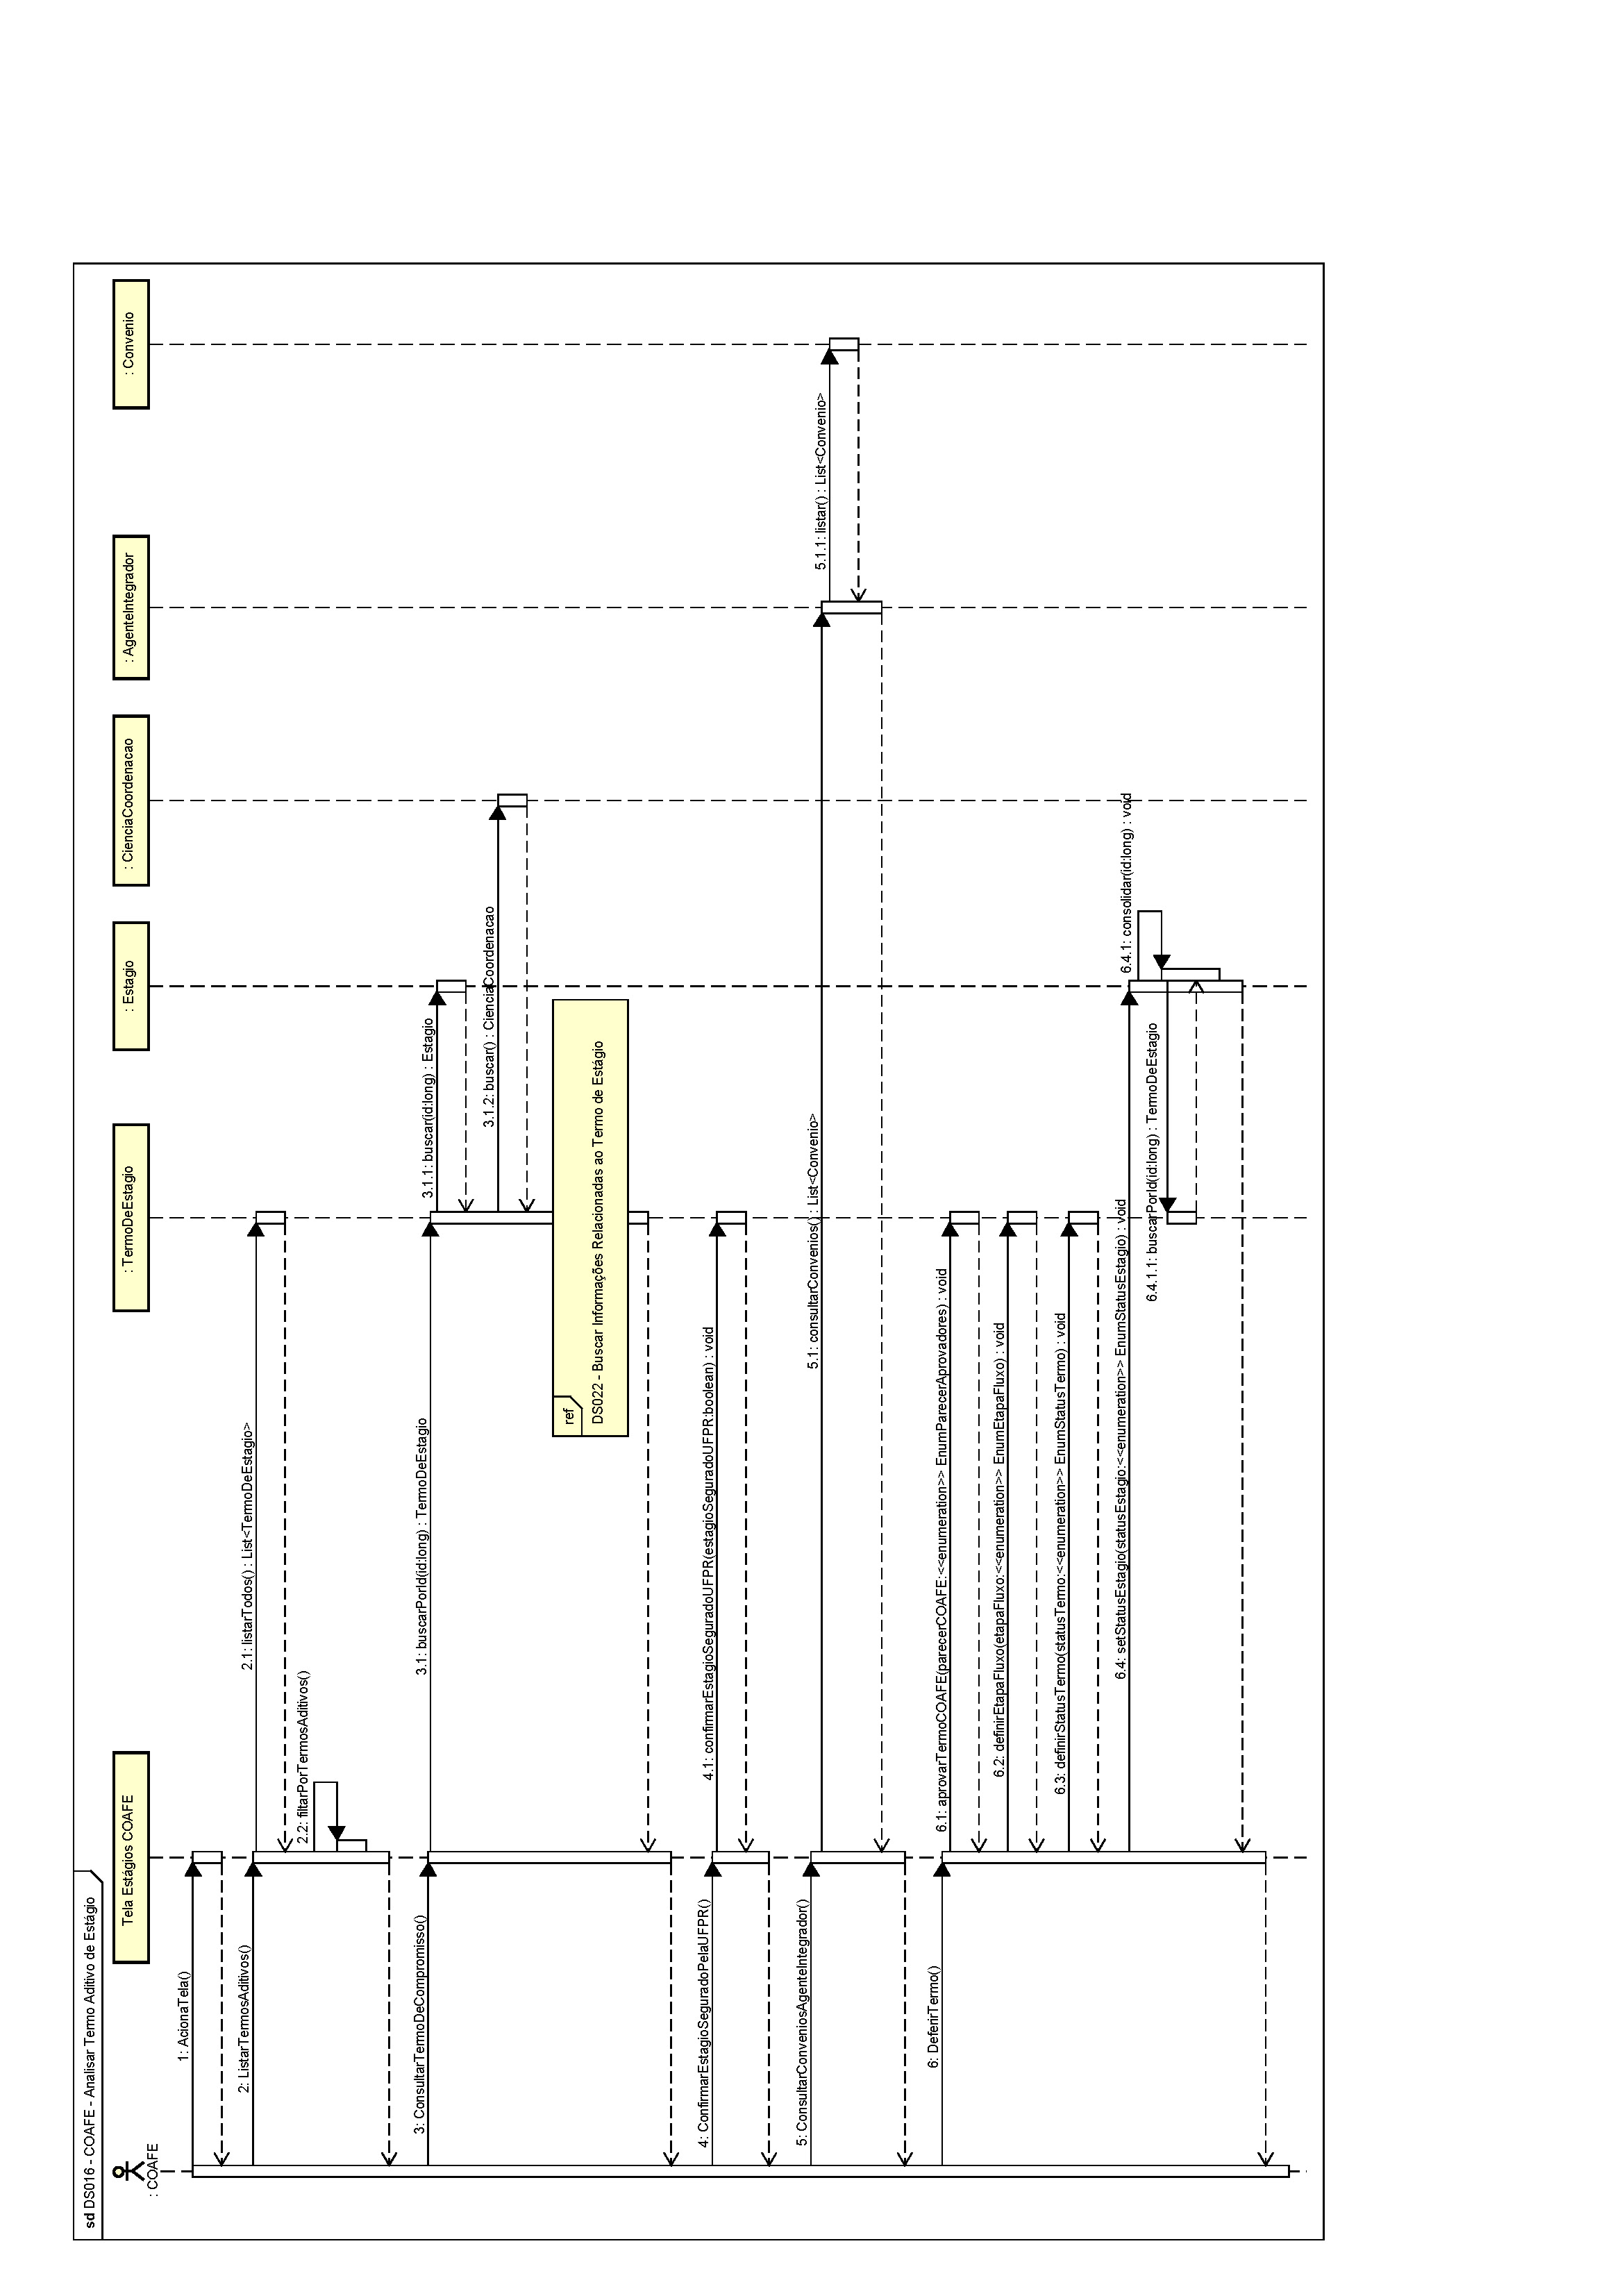 sd DS016 - COAFE - Analisar Termo Aditivo de Estágio
: COAFE
Tela Estágios COAFE
: TermoDeEstagio
: Estagio
: CienciaCoordenacao
: AgenteIntegrador
: Convenio
1: AcionaTela()
2: ListarTermosAditivos()
2.1: listarTodos() : List<TermoDeEstagio>
2.2: filtarPorTermosAditivos()
3: ConsultarTermoDeCompromisso()
3.1: buscarPorId(id:long) : TermoDeEstagio
3.1.1: buscar(id:long) : Estagio
3.1.2: buscar() : CienciaCoordenacao
ref
DS022 - Buscar Informações Relacionadas ao Termo de Estágio
4: ConfirmarEstagioSeguradoPelaUFPR()
4.1: confirmarEstagioSeguradoUFPR(estagioSeguradoUFPR:boolean) : void
5: ConsultarConveniosAgenteIntegrador()
5.1: consultarConvenios() : List<Convenio>
5.1.1: listar() : List<Convenio>
6: DeferirTermo()
6.1: aprovarTermoCOAFE(parecerCOAFE:<<enumeration>> EnumParecerAprovadores) : void
6.2: definirEtapaFluxo(etapaFluxo:<<enumeration>> EnumEtapaFluxo) : void
6.3: definirStatusTermo(statusTermo:<<enumeration>> EnumStatusTermo) : void
6.4: setStatusEstagio(statusEstagio:<<enumeration>> EnumStatusEstagio) : void
6.4.1: consolidar(id:long) : void
6.4.1.1: buscarPorId(id:long) : TermoDeEstagio